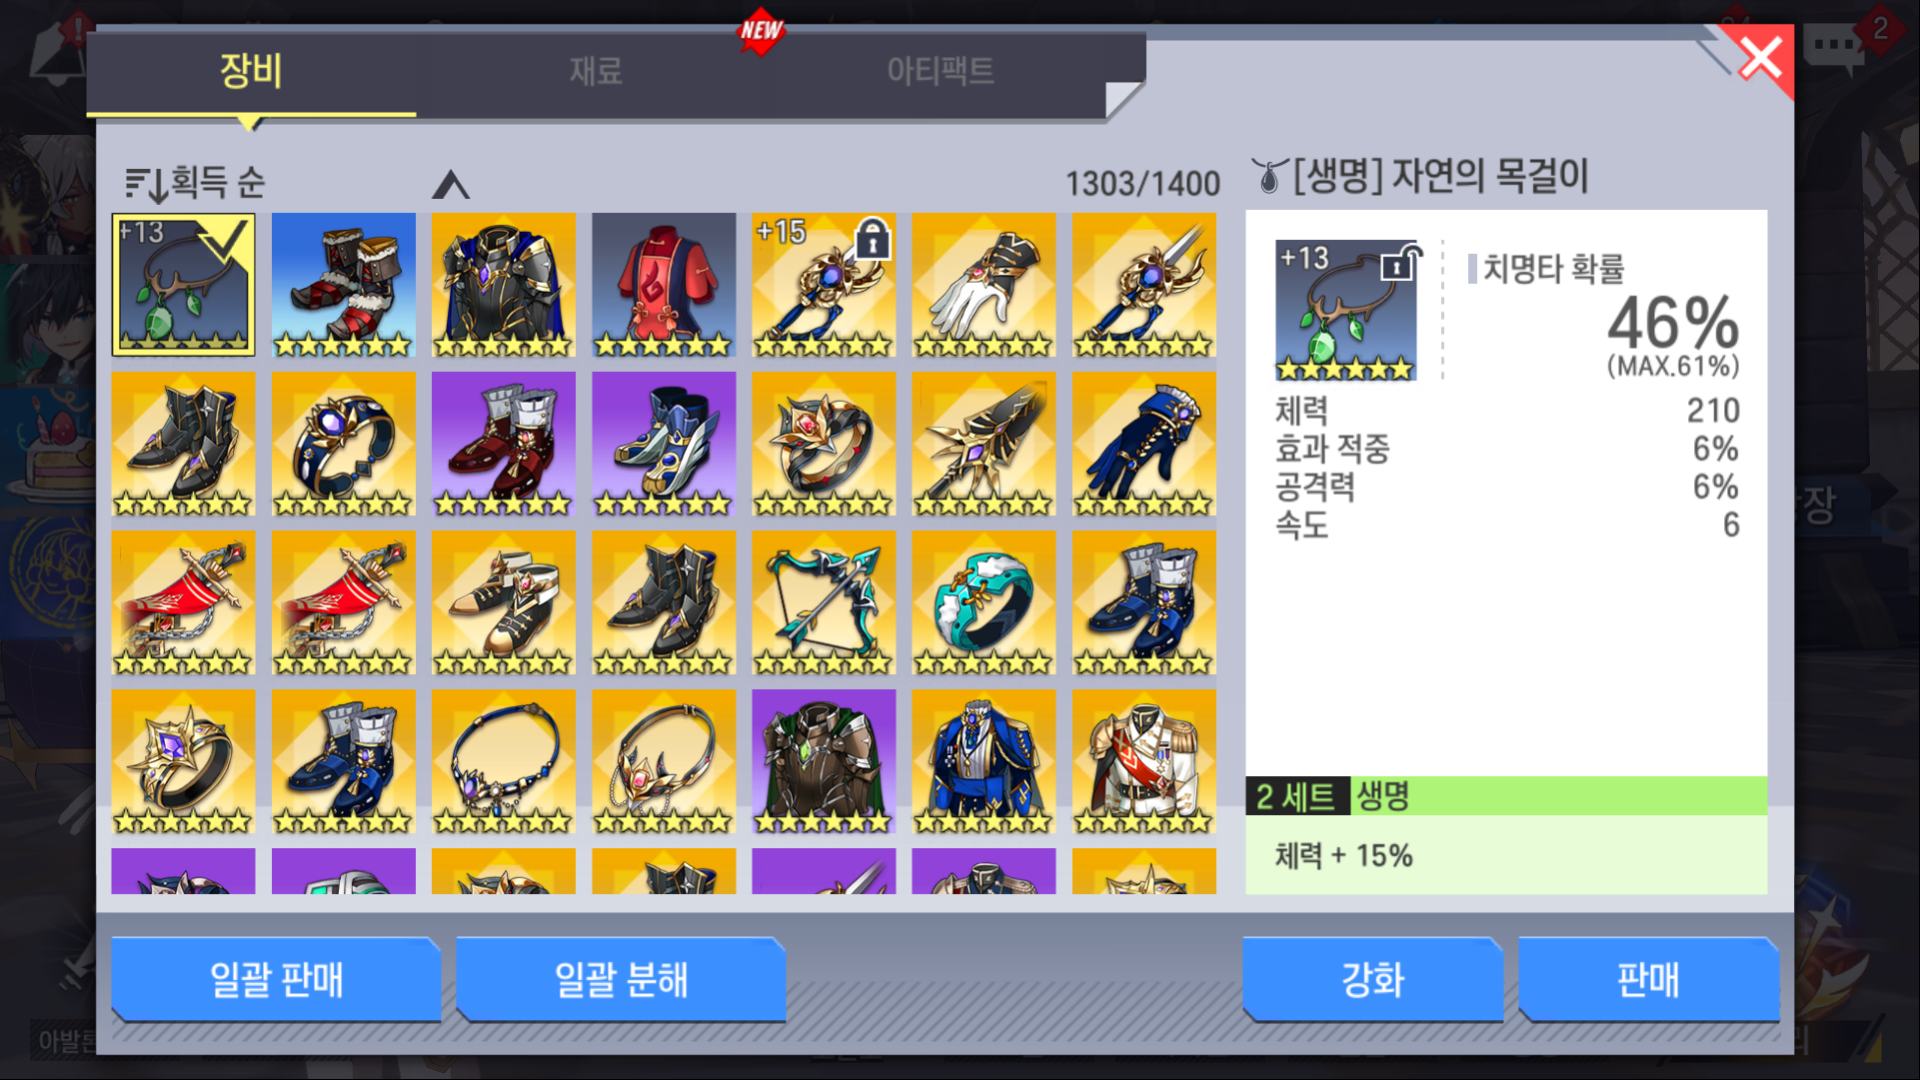 NEW
2
장비
재료
아티팩트
획득 순
1303/1400
[생명] 자연의 목걸이
+13
+15
+13
치명타 확률
46%
(MAX.61%)
체력 210
효과 적중 6%
공격력 6%
속도 6
2 세트 생명
체력 + 15%
일괄 판매
일괄 분해
강화
판매